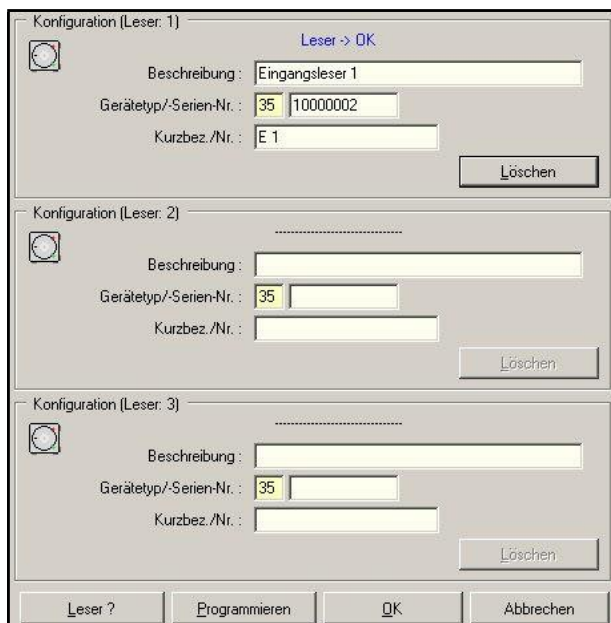 Konfiguration (Leser: 1)
Leser -> OK
Beschreibung : Eingangsleser 1
Gerätetyp/-Serien-Nr. : 35 10000002
Kurzbez./Nr. : E 1
Löschen
Konfiguration (Leser: 2)
--------------------------------
Beschreibung :
Gerätetyp/-Serien-Nr. : 35
Kurzbez./Nr. :
Löschen
Konfiguration (Leser: 3)
--------------------------------
Beschreibung :
Gerätetyp/-Serien-Nr. : 35
Kurzbez./Nr. :
Löschen
Leser ? Programmieren OK Abbrechen